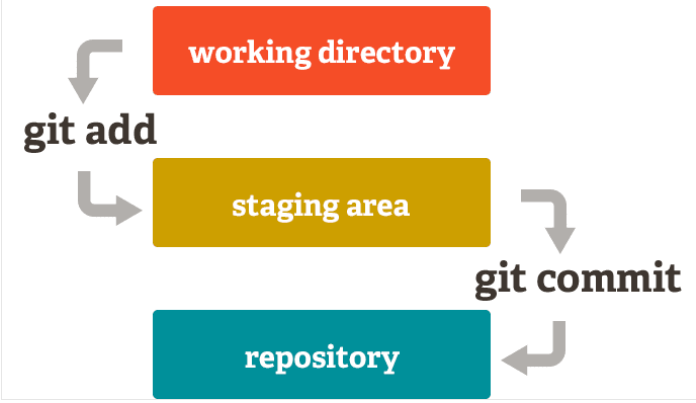 working directory
git add
staging area
git commit
repository